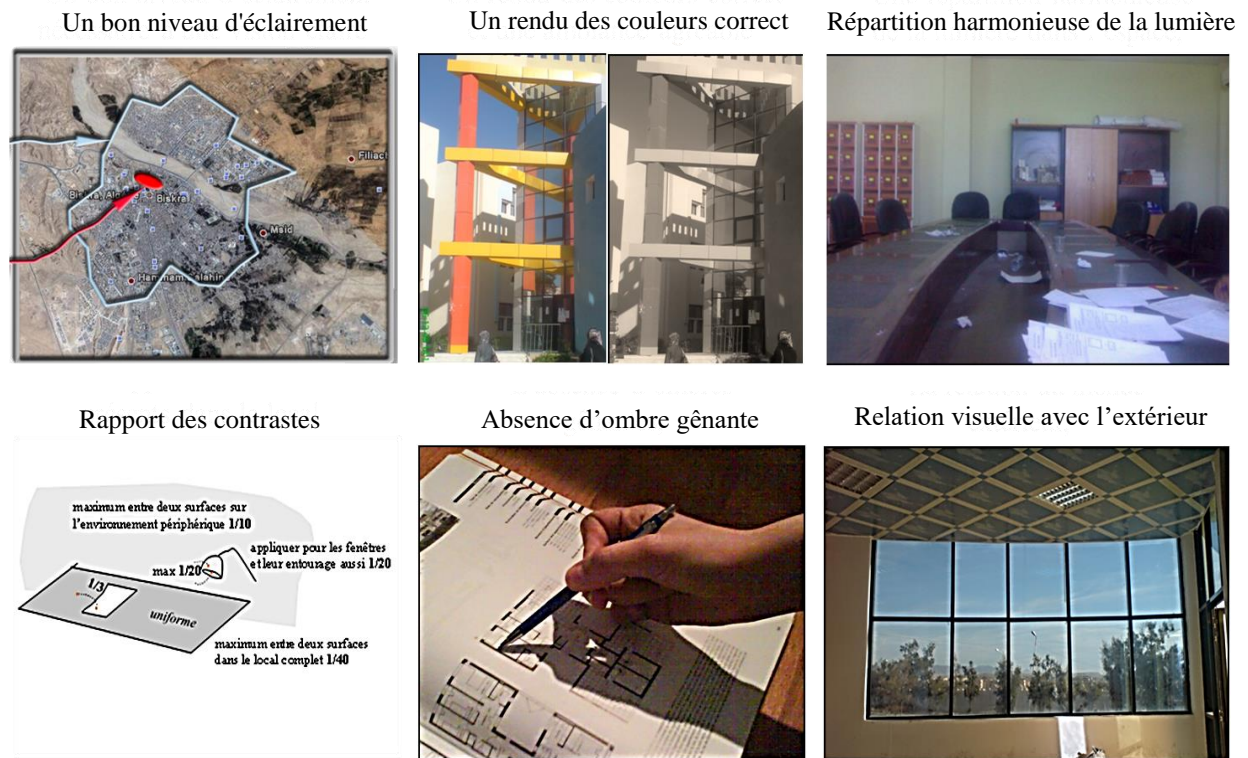 Un bon niveau d'éclairement
Un rendu des couleurs correct
Répartition harmonieuse de la lumière
Filiach
Biskra
Biskra
Msid
Rapport des contrastes
Absence d’ombre gênante
Relation visuelle avec l’extérieur
maximum entre deux surfaces sur
l'environnement périphérique 1/10
appliquer pour les fenêtres
et leur entourage aussi 1/20
max 1/20
1/3
uniforme
maximum entre deux surfaces
dans le local complet 1/40